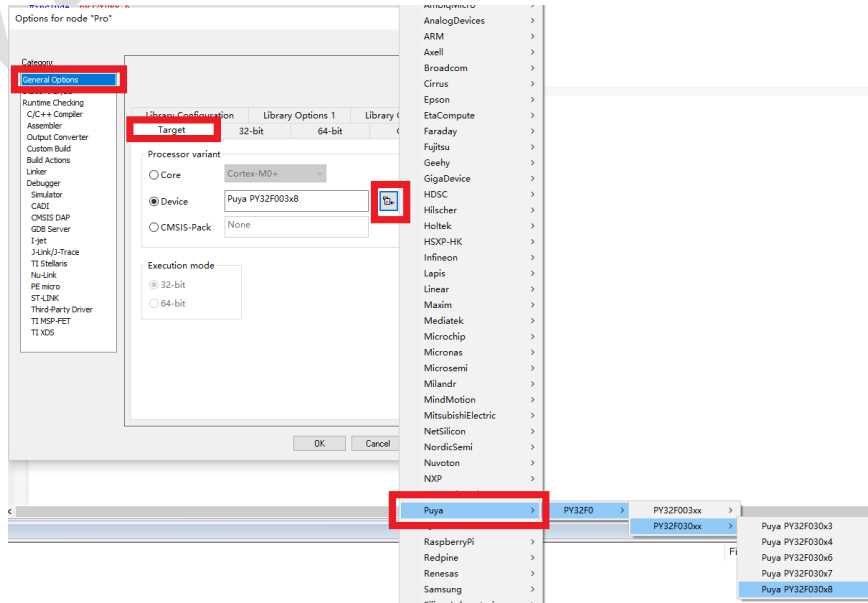 Options for node "Pro"
Category:
General Options
Runtime Checking
C/C++ Compiler
Assembler
Output Converter
Custom Build
Build Actions
Linker
Debugger
Simulator
CADI
CMSIS DAP
GDB Server
I-jet
J-Link/J-Trace
TI Stellaris
Nu-Link
PE micro
ST-LINK
Third-Party Driver
TI MSP-FET
TI XDS
Library Configuration Library Options 1 Library
Target 32-bit 64-bit
Processor variant
Core Cortex-M0+
Device Puya PY32F003x8
CMSIS-Pack None
Execution mode
32-bit
64-bit
OK Cancel
AmbiqMicro
AnalogDevices
ARM
Axell
Broadcom
Cirrus
Epson
EtaCompute
Faraday
Fujitsu
Geehy
GigaDevice
HDSC
Hilscher
Holtek
HSXP-HK
Infineon
Lapis
Linear
Maxim
Mediatek
Microchip
Micronas
Microsemi
Milandr
MindMotion
MitsubishiElectric
NetSilicon
NordicSemi
Nuvoton
NXP
Puya PY32F0 PY32F003xx
PY32F030xx
RaspberryPi
Redpine
Renesas
Samsung
Puya PY32F030x3
Puya PY32F030x4
Puya PY32F030x6
Puya PY32F030x7
Puya PY32F030x8